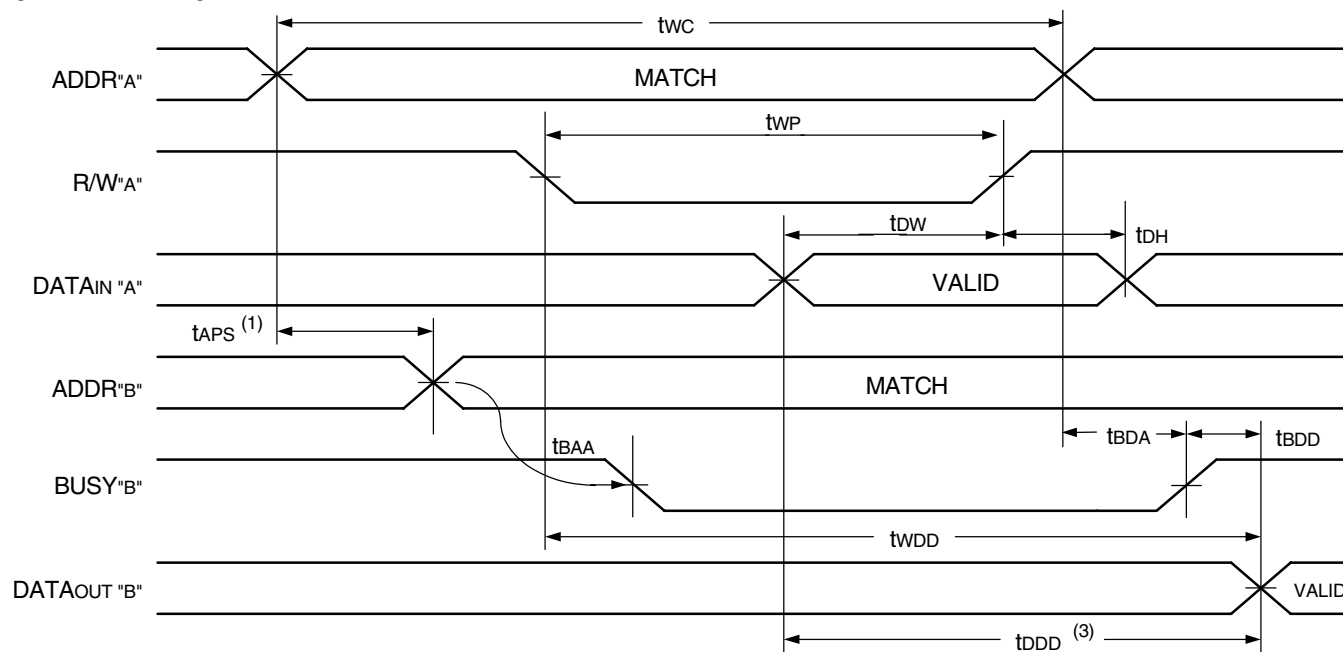 tWC
ADDR"A" MATCH
tWP
R/W"A"
tDW tDH
DATAIN "A" VALID
tAPS (1)
ADDR"B" MATCH
tBAA tBDA tBDD
BUSY"B"
tWDD
DATAOUT "B" VALID
tDDD (3)